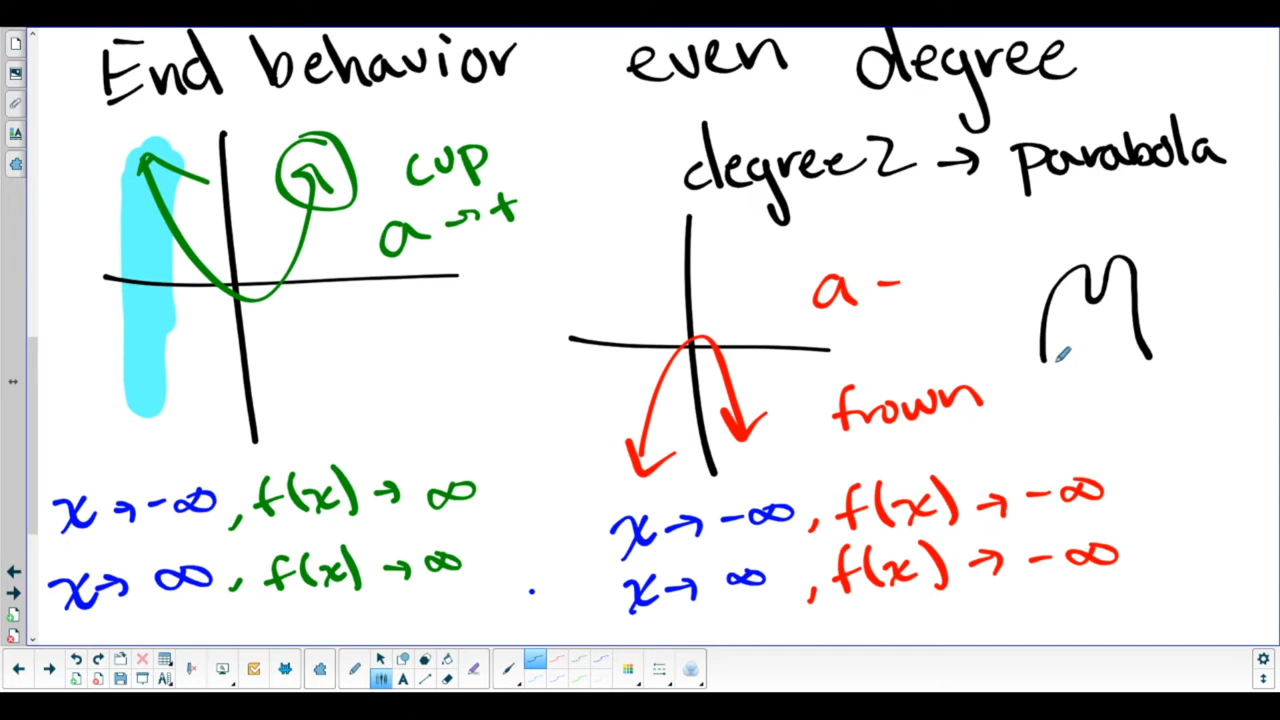 End behavior even degree
degree 2 → parabola
cup
a → +
a -
frown
x → -∞, f(x) → ∞
x → ∞, f(x) → ∞
x → -∞, f(x) → -∞
x → ∞, f(x) → -∞